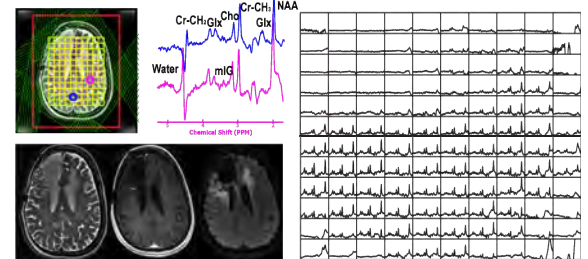 NAA
Cr-CH₂ Glx Cho Cr-CH₃ Glx
Water
mIG
Chemical Shift (PPM)